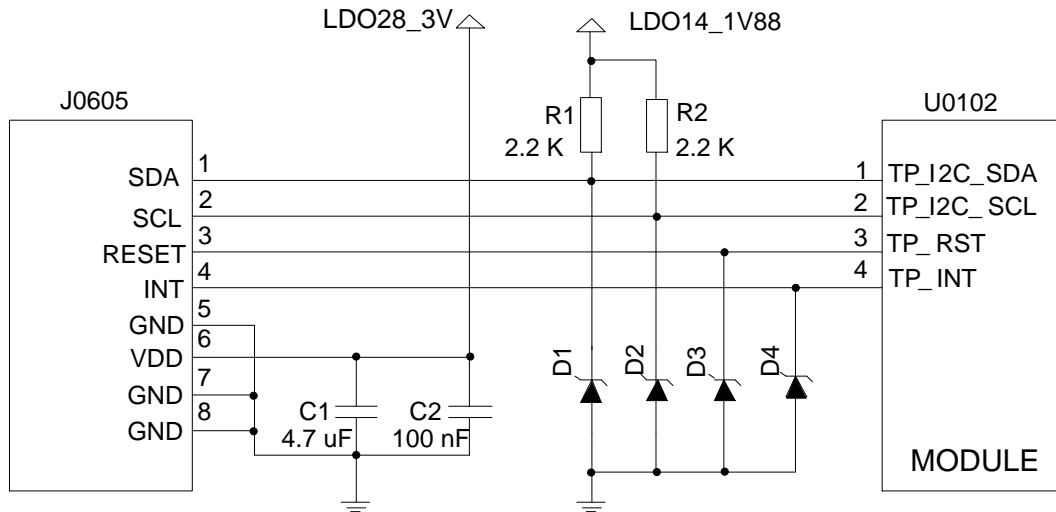 LDO28_3V
LDO14_1V88
J0605
U0102
R1
2.2 K
R2
2.2 K
SDA
1
1
TP_I2C_SDA
SCL
2
2
TP_I2C_ SCL
RESET
3
3
TP_ RST
INT
4
4
TP_ INT
GND
5
VDD
6
GND
7
GND
8
C1
4.7 uF
C2
100 nF
D1
D2
D3
D4
MODULE